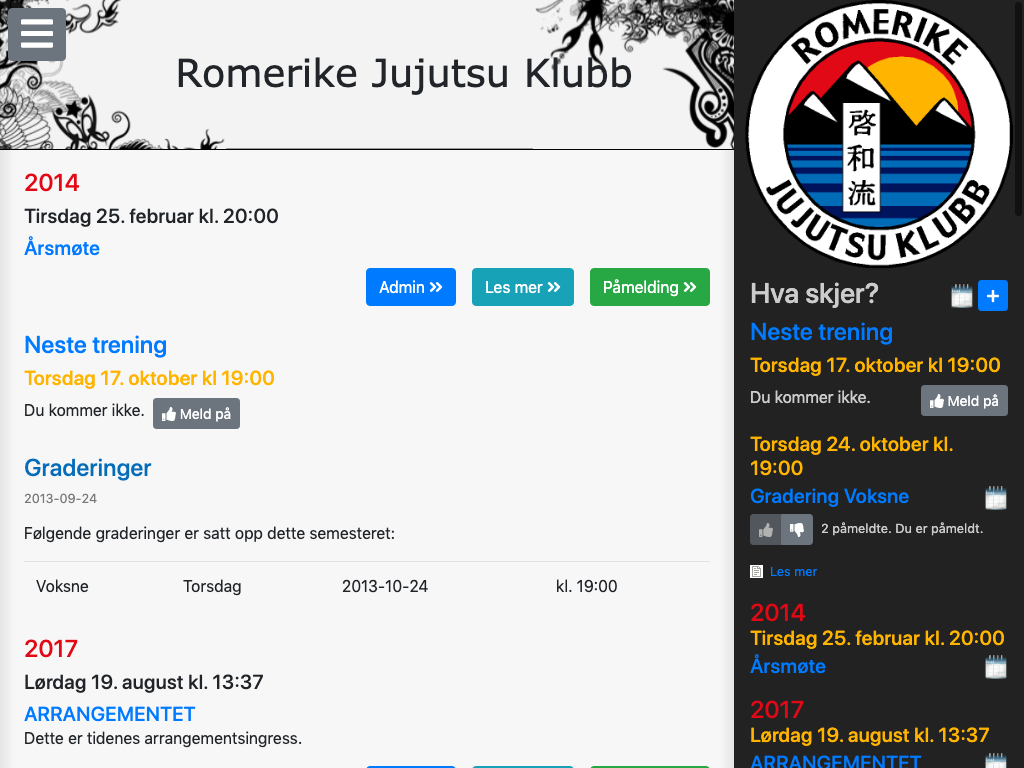 Romerike Jujutsu Klubb
2014
Tirsdag 25. februar kl. 20:00
Årsmøte
Admin Les mer Påmelding
Neste trening
Torsdag 17. oktober kl 19:00
Du kommer ikke. Meld på
Graderinger
2013-09-24
Følgende graderinger er satt opp dette semesteret:
Voksne Torsdag 2013-10-24 kl. 19:00
2017
Lørdag 19. august kl. 13:37
ARRANGEMENTET
Dette er tidenes arrangementsingress.
ROMERIKE
啓和流
JUJUTSU KLUBB
Hva skjer?
Neste trening
Torsdag 17. oktober kl 19:00
Du kommer ikke. Meld på
Torsdag 24. oktober kl.
19:00
Gradering Voksne
2 påmeldte. Du er påmeldt.
Les mer
2014
Tirsdag 25. februar kl. 20:00
Årsmøte
2017
Lørdag 19. august kl. 13:37
ARRANGEMENTET